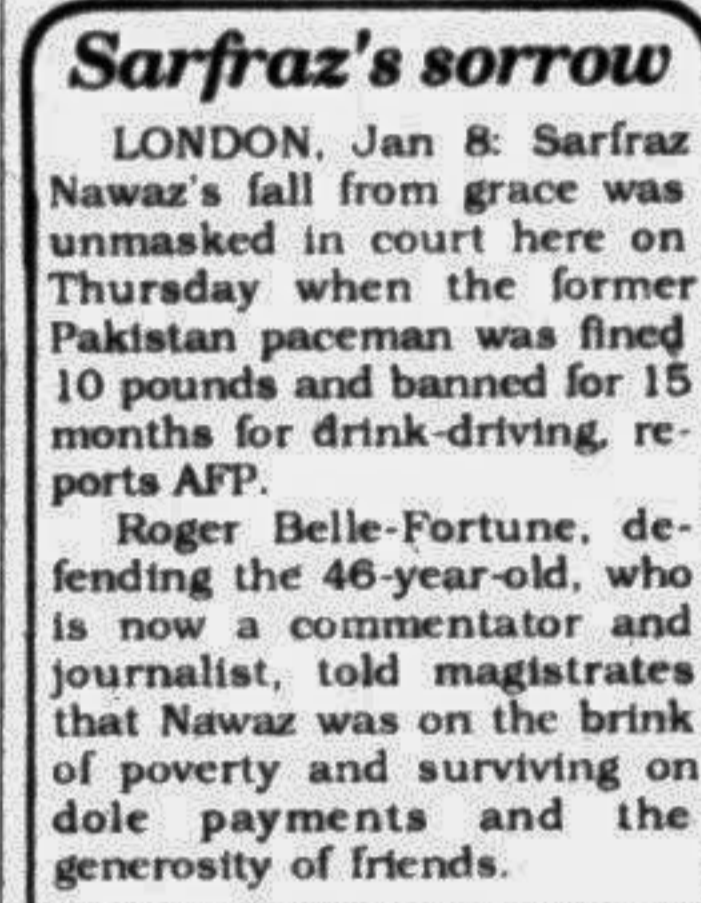 Sarfraz's sorrow
LONDON, Jan 8: Sarfraz
Nawaz's fall from grace was
unmasked in court here on
Thursday when the former
Pakistan paceman was fined
10 pounds and banned for 15
months for drink-driving, re-
ports AFP.
Roger Belle-Fortune, de-
fending the 46-year-old, who
is now a commentator and
journalist, told magistrates
that Nawaz was on the brink
of poverty and surviving on
dole payments and the
generosity of friends.